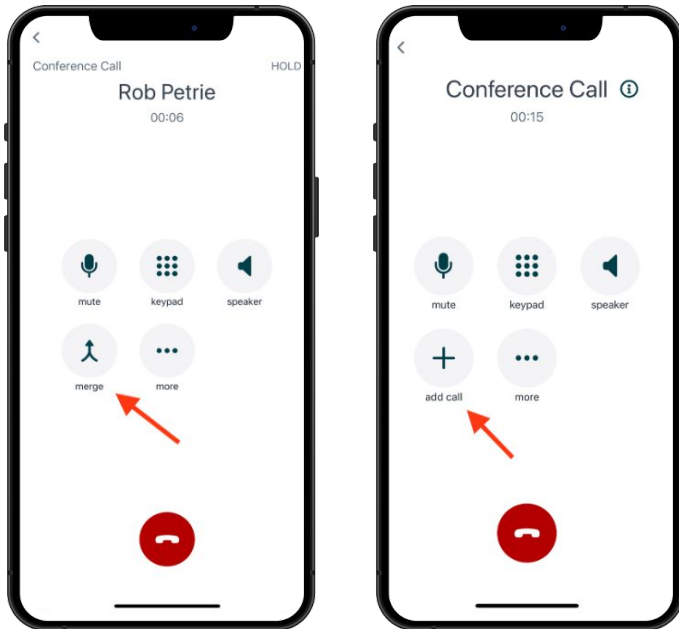 Conference Call HOLD
Rob Petrie
00:06
mute keypad speaker
merge more
Conference Call
00:15
mute keypad speaker
add call more